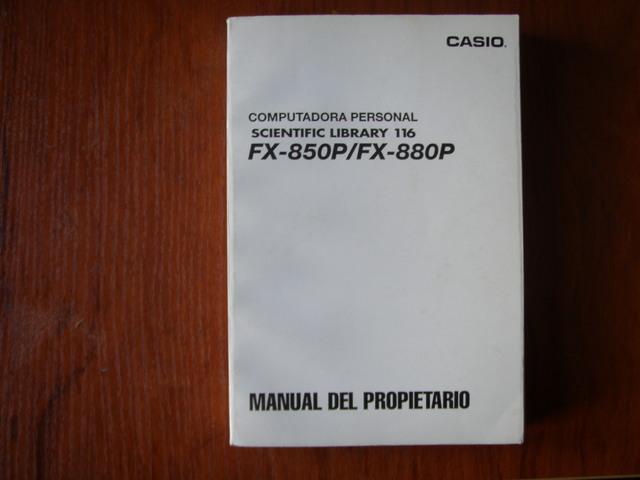 CASIO.
COMPUTADORA PERSONAL
SCIENTIFIC LIBRARY 116
FX-850P/FX-880P
MANUAL DEL PROPIETARIO